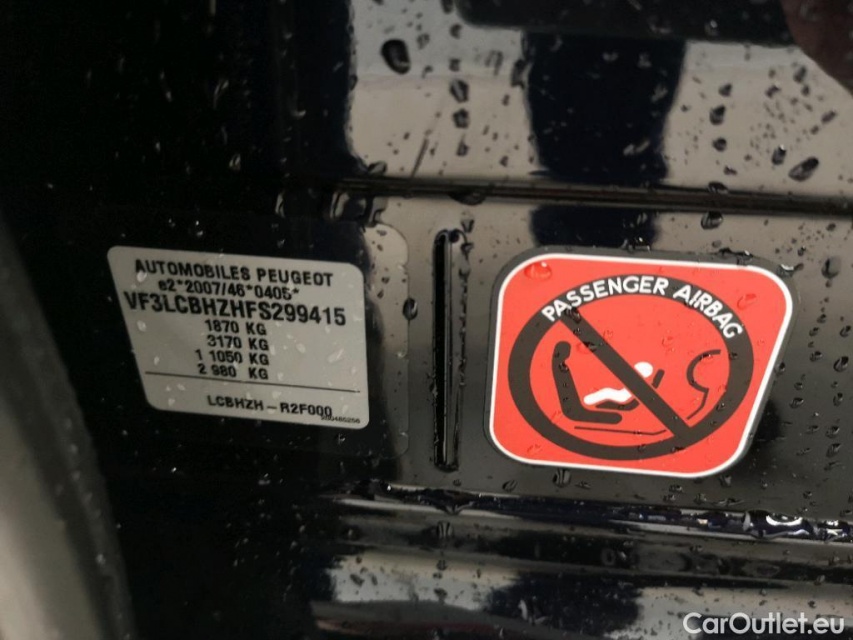 AUTOMOBILES PEUGEOT
e2*2007/46*0405*
VF3LCBHZHFS299415
1870 KG
3170 KG
1 1050 KG
2 980 KG
LCBHZH-R2F000
PASSENGER AIRBAG
CarOutlet.eu